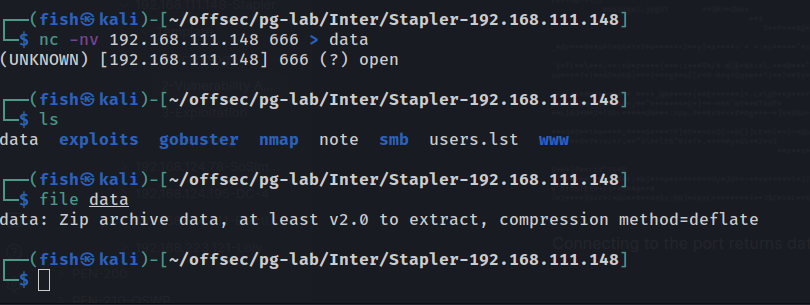 (fish㉿kali)-[~/offsec/pg-lab/Inter/Stapler-192.168.111.148]
$ nc -nv 192.168.111.148 666 > data
(UNKNOWN) [192.168.111.148] 666 (?) open
(fish㉿kali)-[~/offsec/pg-lab/Inter/Stapler-192.168.111.148]
$ ls
data exploits gobuster nmap note smb users.lst www
(fish㉿kali)-[~/offsec/pg-lab/Inter/Stapler-192.168.111.148]
$ file data
data: Zip archive data, at least v2.0 to extract, compression method=deflate
Connecting to the port returns dat
(fish㉿kali)-[~/offsec/pg-lab/Inter/Stapler-192.168.111.148]
$